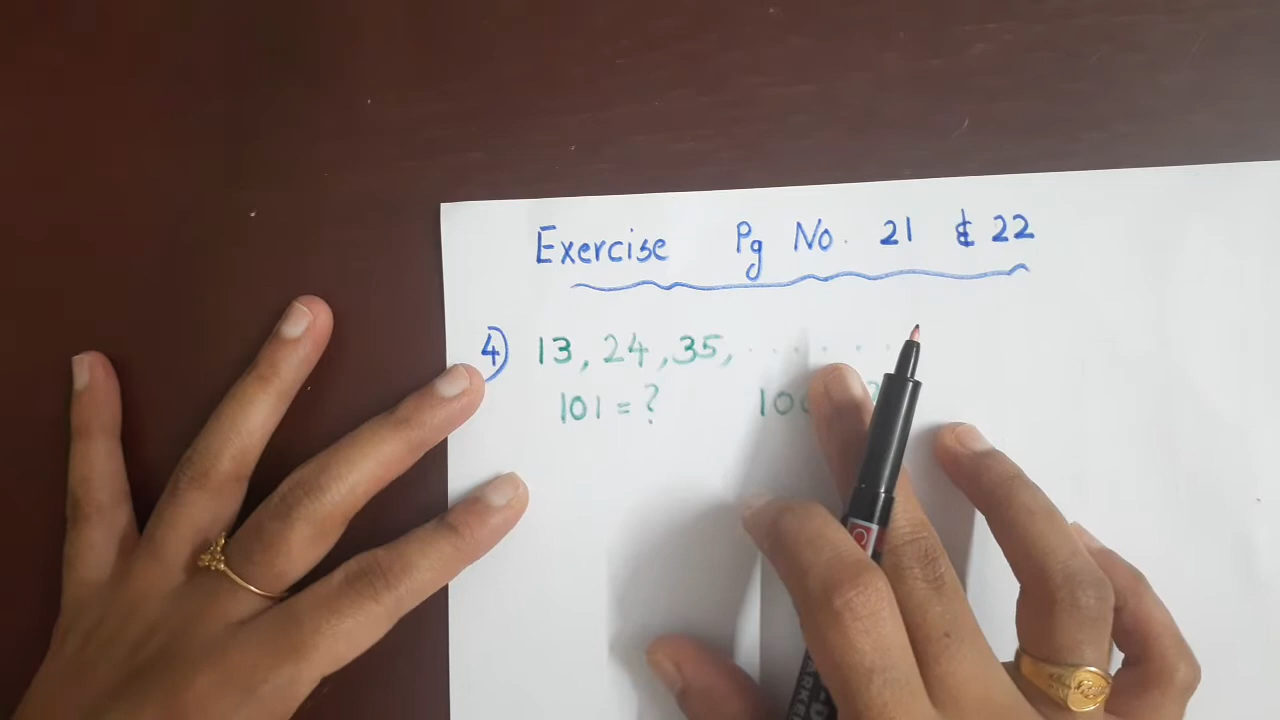 Exercise Pg No. 21 & 22
4) 13, 24, 35, . . . . .
101 = ? ?